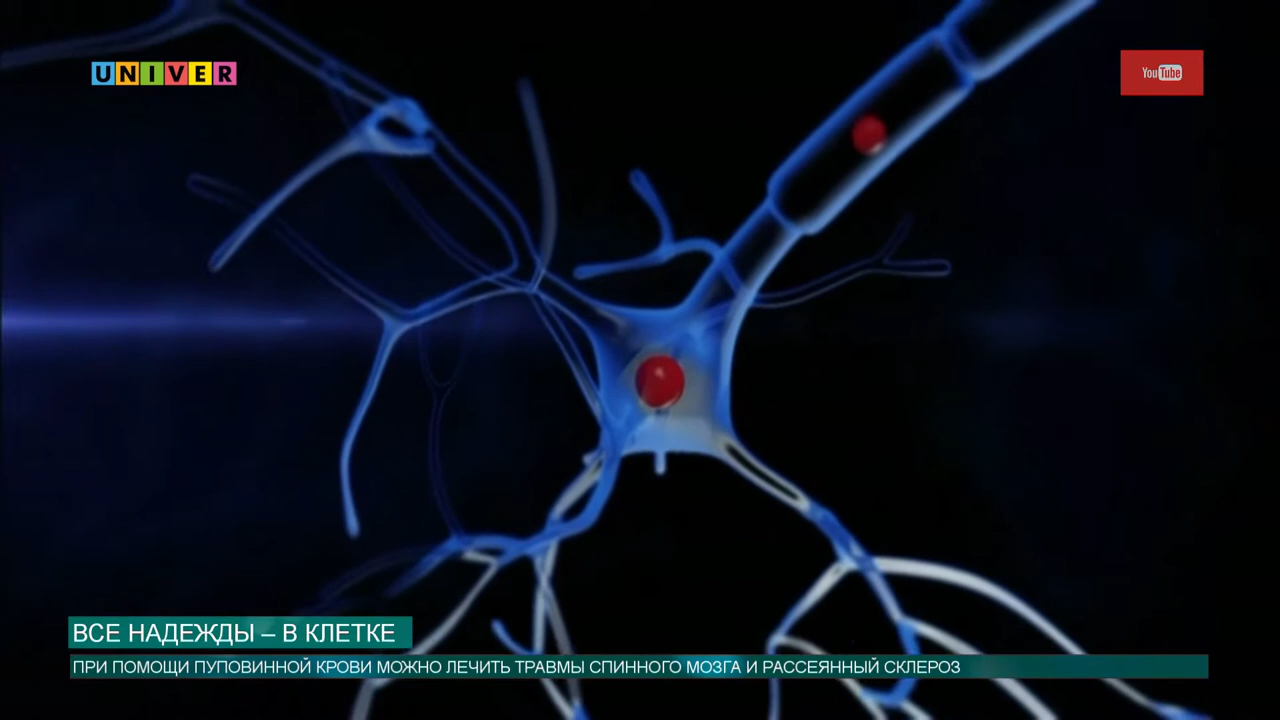 UNIVER
YouTube
ВСЕ НАДЕЖДЫ – В КЛЕТКЕ
ПРИ ПОМОЩИ ПУПОВИННОЙ КРОВИ МОЖНО ЛЕЧИТЬ ТРАВМЫ СПИННОГО МОЗГА И РАССЕЯННЫЙ СКЛЕРОЗ